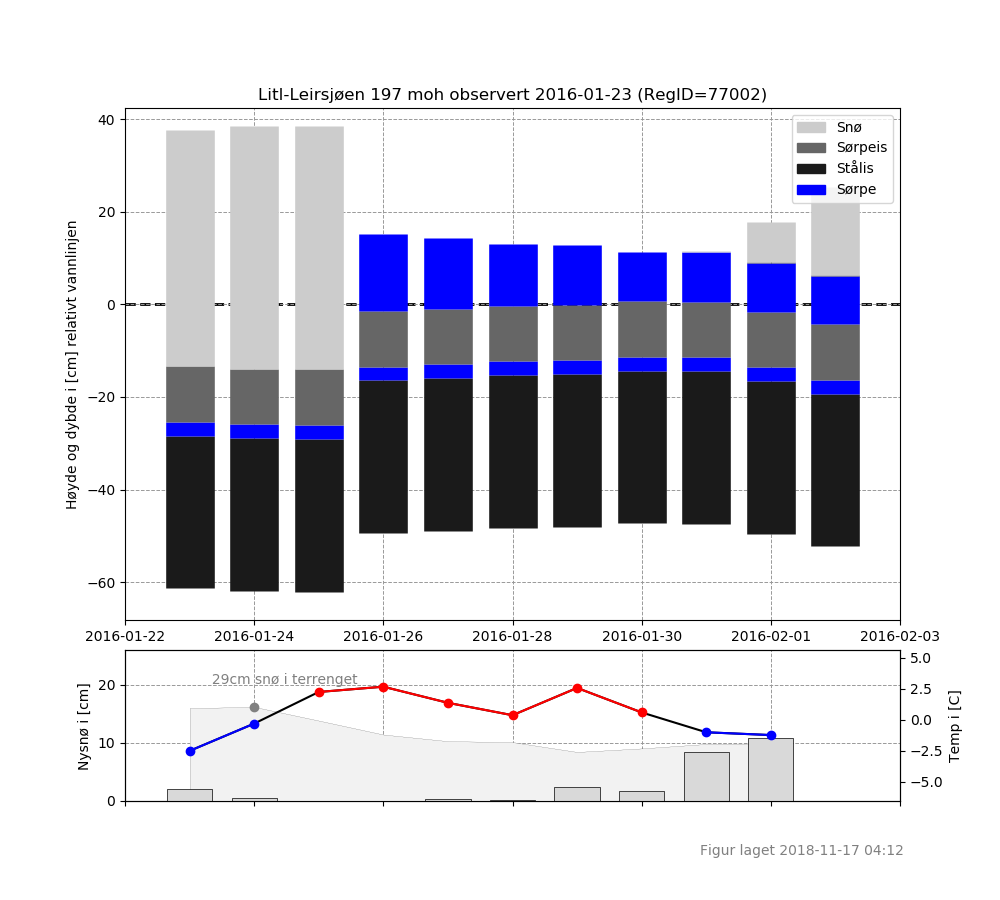 Litl-Leirsjøen 197 moh observert 2016-01-23 (RegID=77002)
Høyde og dybde i [cm] relativt vannlinjen
40
20
0
−20
−40
−60
Snø
Sørpeis
Stålis
Sørpe
2016-01-22 2016-01-24 2016-01-26 2016-01-28 2016-01-30 2016-02-01 2016-02-03
29cm snø i terrenget
Nysnø i [cm]
20
10
0
5.0
2.5
0.0
−2.5
−5.0
Temp i [C]
Figur laget 2018-11-17 04:12